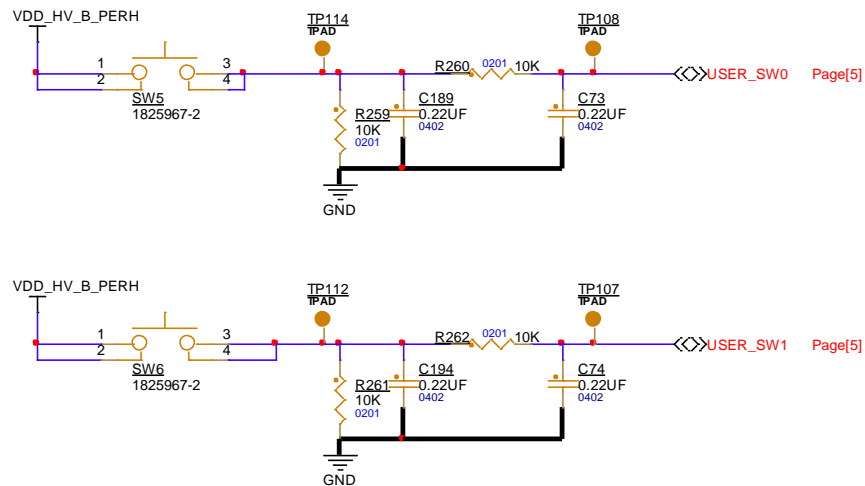 VDD_HV_B_PERH
TP114
TPAD
TP108
TPAD
1
2
3
4
SW5
1825967-2
R259
10K
0201
C189
0.22UF
0402
R260
0201
10K
C73
0.22UF
0402
USER_SW0 Page[5]
GND
VDD_HV_B_PERH
TP112
TPAD
TP107
TPAD
1
2
3
4
SW6
1825967-2
R261
10K
0201
C194
0.22UF
0402
R262
0201
10K
C74
0.22UF
0402
USER_SW1 Page[5]
GND